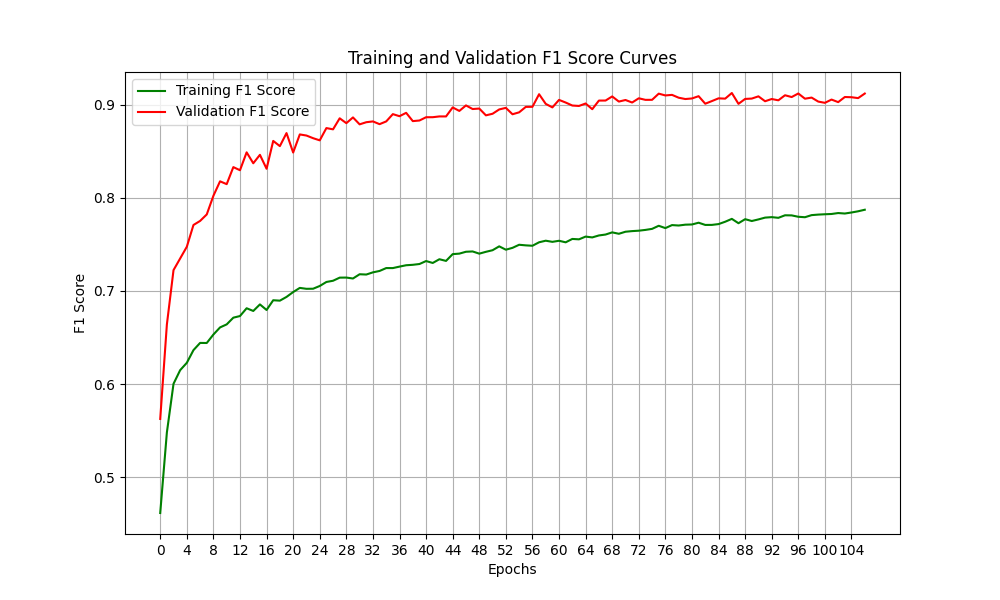 Training and Validation F1 Score Curves
Training F1 Score
Validation F1 Score
F1 Score
0.9
0.8
0.7
0.6
0.5
0 4 8 12 16 20 24 28 32 36 40 44 48 52 56 60 64 68 72 76 80 84 88 92 96 100 104
Epochs